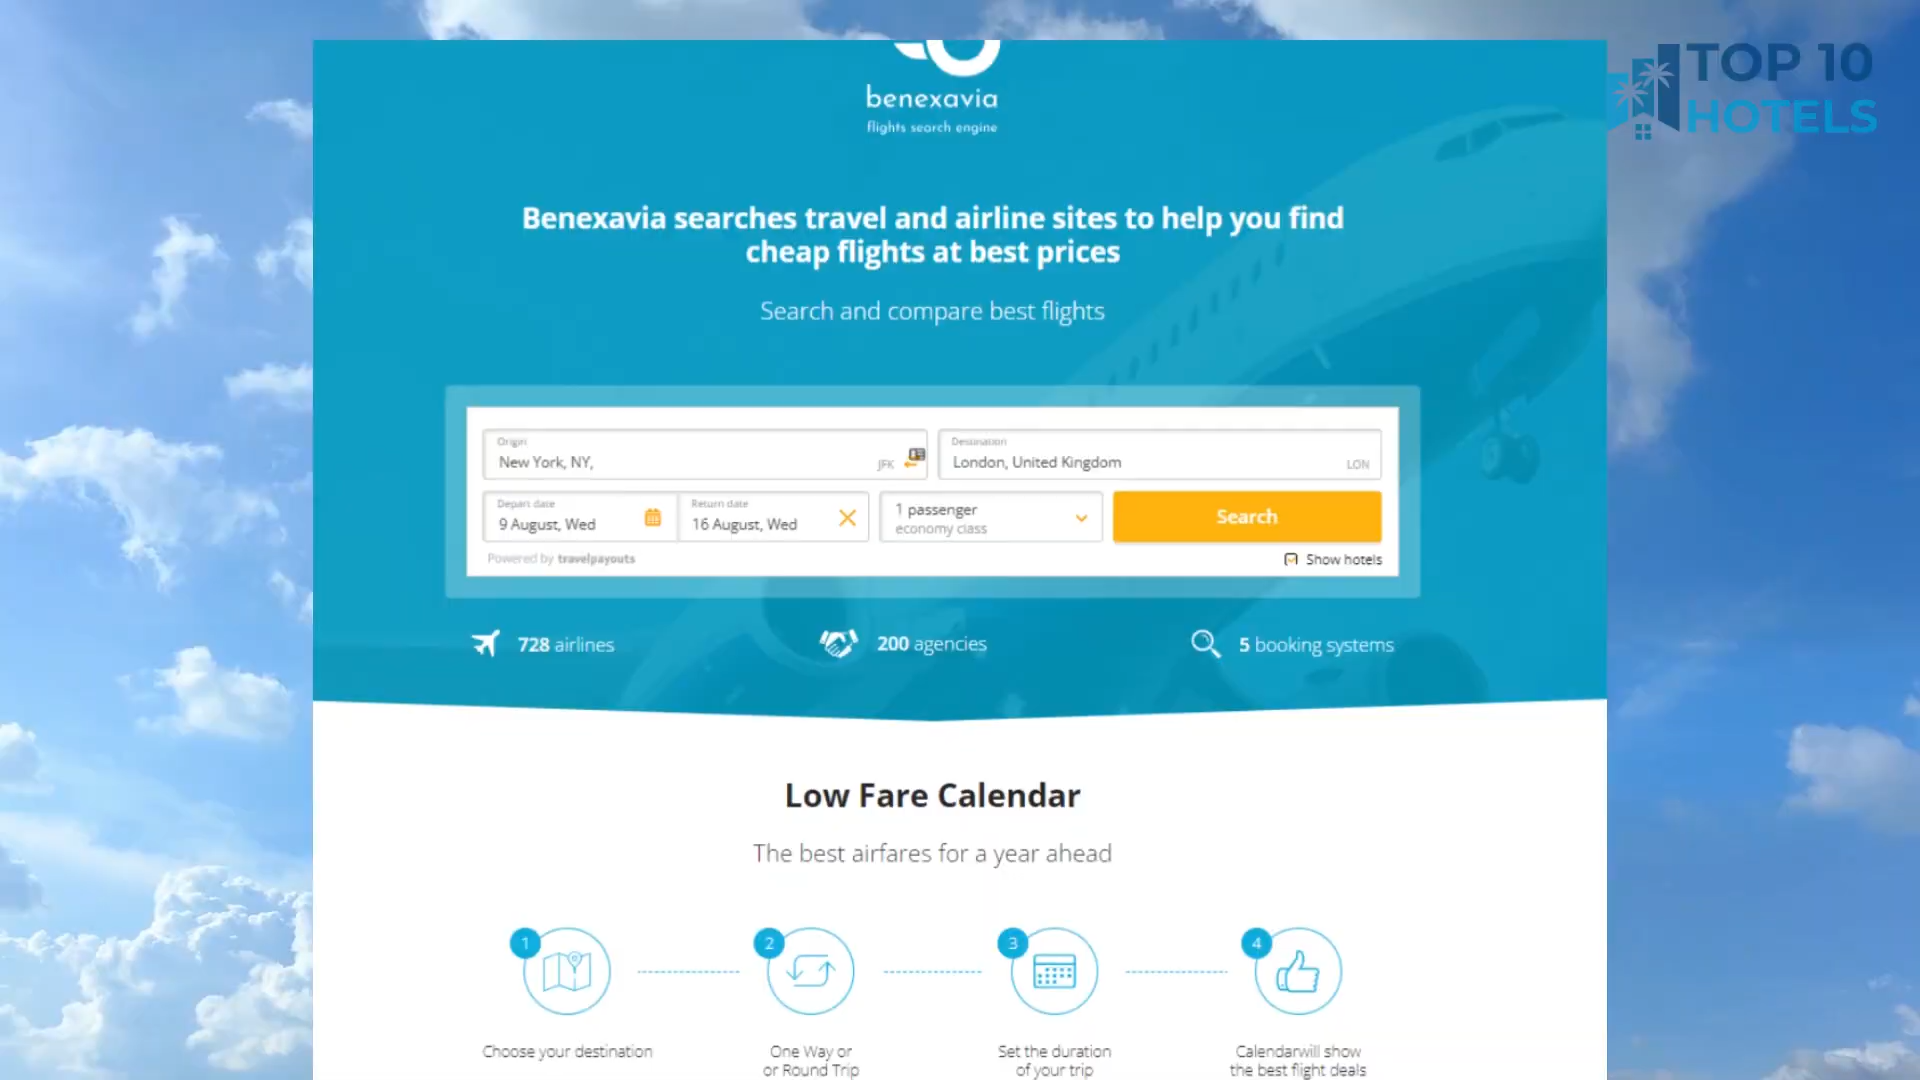 TOP 10
HOTELS
benexavia
flights search engine
Benexavia searches travel and airline sites to help you find
cheap flights at best prices
Search and compare best flights
Origin
New York, NY,
JFK
Destination
London, United Kingdom
LON
Depart date
9 August, Wed
Return date
16 August, Wed
1 passenger
economy class
Search
Powered by travelpayouts
Show hotels
728 airlines
200 agencies
5 booking systems
Low Fare Calendar
The best airfares for a year ahead
1
2
3
4
Choose your destination
One Way or
or Round Trip
Set the duration
of your trip
Calendarwill show
the best flight deals